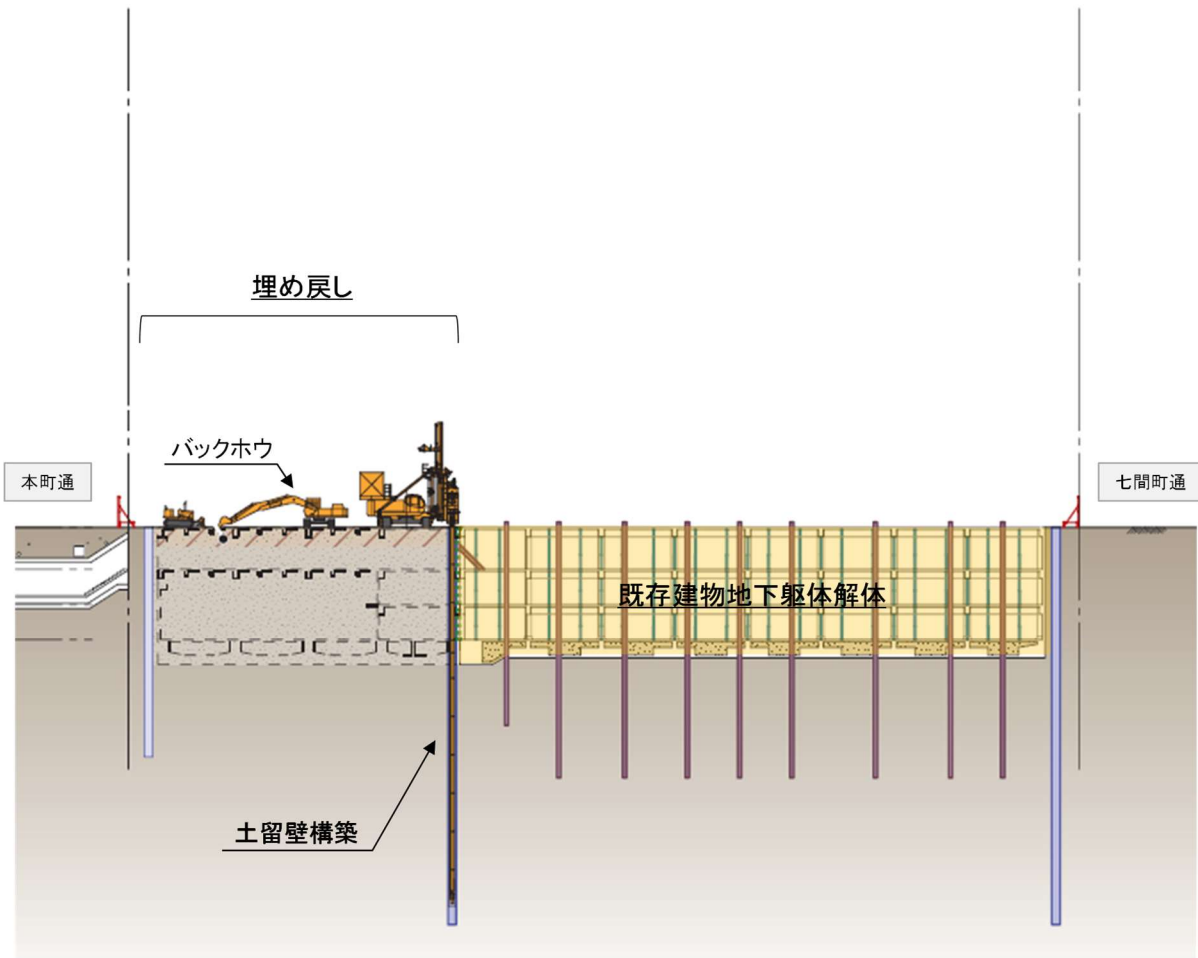 埋め戻し
バックホウ
本町通
七間町通
既存建物地下躯体解体
土留壁構築